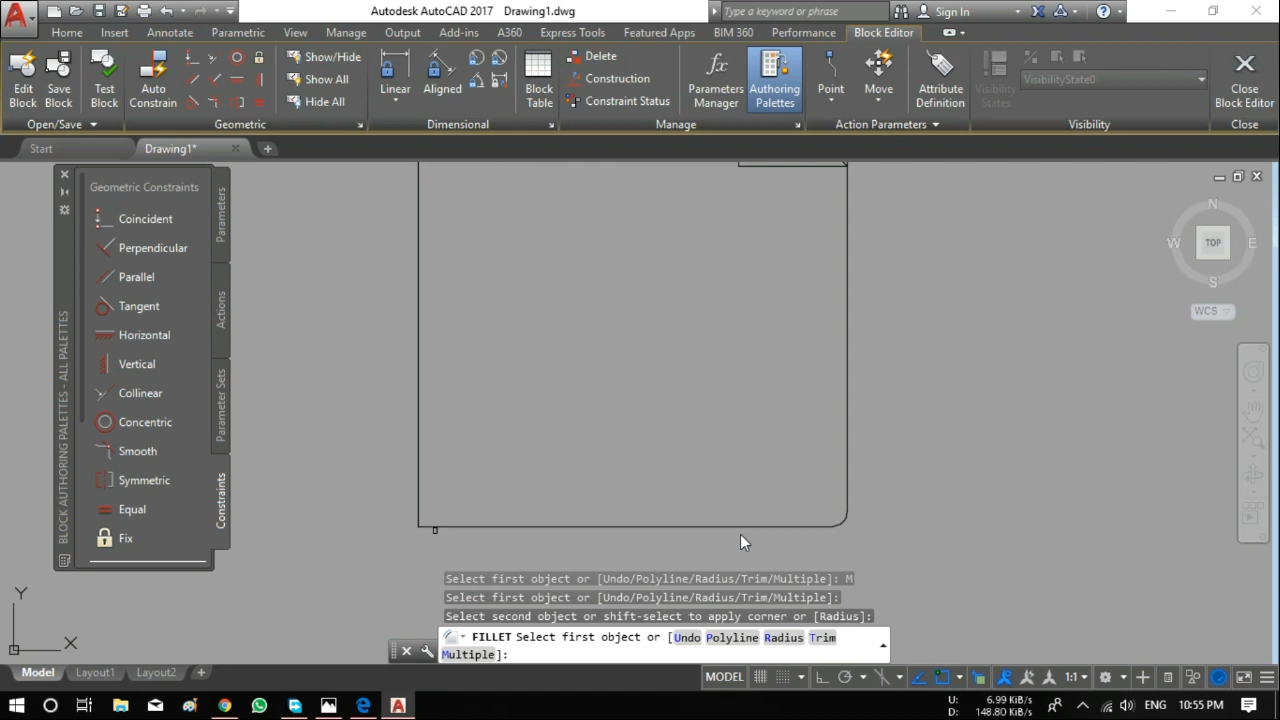 Autodesk AutoCAD 2017 Drawing1.dwg
Type a keyword or phrase
Sign In
Home Insert Annotate Parametric View Manage Output Add-ins A360 Express Tools Featured Apps BIM 360 Performance Block Editor
Edit Block
Save Block
Test Block
Open/Save
Auto Constrain
Show/Hide
Show All
Hide All
Geometric
Linear
Aligned
Dimensional
Block Table
Delete
Construction
Constraint Status
Parameters Manager
Authoring Palettes
Manage
Point
Move
Attribute Definition
Action Parameters
Visibility States
VisibilityState0
Visibility
Close Block Editor
Close
Start
Drawing1*
Geometric Constraints
Coincident
Perpendicular
Parallel
Tangent
Horizontal
Vertical
Collinear
Concentric
Smooth
Symmetric
Equal
Fix
Parameters
Actions
Parameter Sets
Constraints
BLOCK AUTHORING PALETTES - ALL PALETTES
N
W TOP E
S
WCS
Y
X
Select first object or [Undo/Polyline/Radius/Trim/Multiple]: M
Select first object or [Undo/Polyline/Radius/Trim/Multiple]:
Select second object or shift-select to apply corner or [Radius]:
FILLET Select first object or [Undo Polyline Radius Trim
Multiple]:
Model Layout1 Layout2
MODEL 1:1
U: 6.99 KiB/s
D: 148.80 KiB/s
ENG 10:55 PM